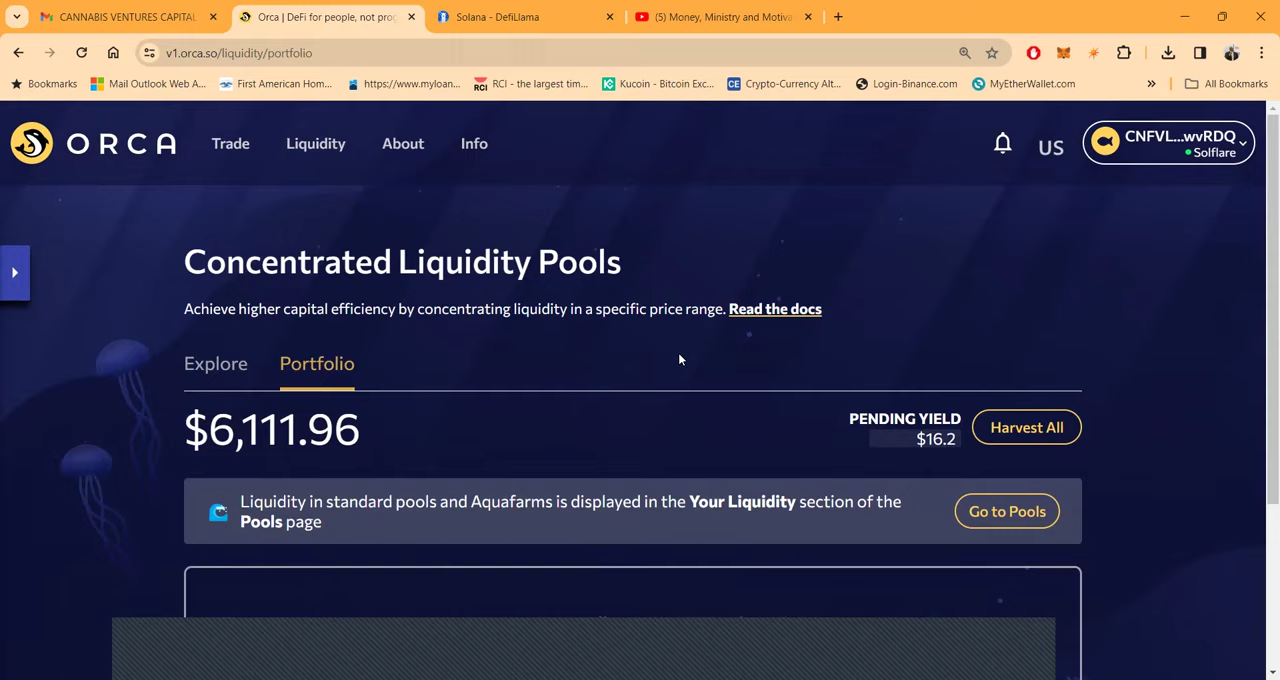 CANNABIS VENTURES CAPITAL
Orca | DeFi for people, not prog
Solana - DefiLlama
(5) Money, Ministry and Motiva
v1.orca.so/liquidity/portfolio
Bookmarks
Mail Outlook Web A...
First American Hom...
https://www.myloan...
RCI - the largest tim...
Kucoin - Bitcoin Exc...
Crypto-Currency Alt...
Login-Binance.com
MyEtherWallet.com
All Bookmarks
ORCA
Trade
Liquidity
About
Info
US
CNFVL...wvRDQ
Solflare
Concentrated Liquidity Pools
Achieve higher capital efficiency by concentrating liquidity in a specific price range. Read the docs
Explore
Portfolio
$6,111.96
PENDING YIELD
$16.2
Harvest All
Liquidity in standard pools and Aquafarms is displayed in the Your Liquidity section of the
Pools page
Go to Pools